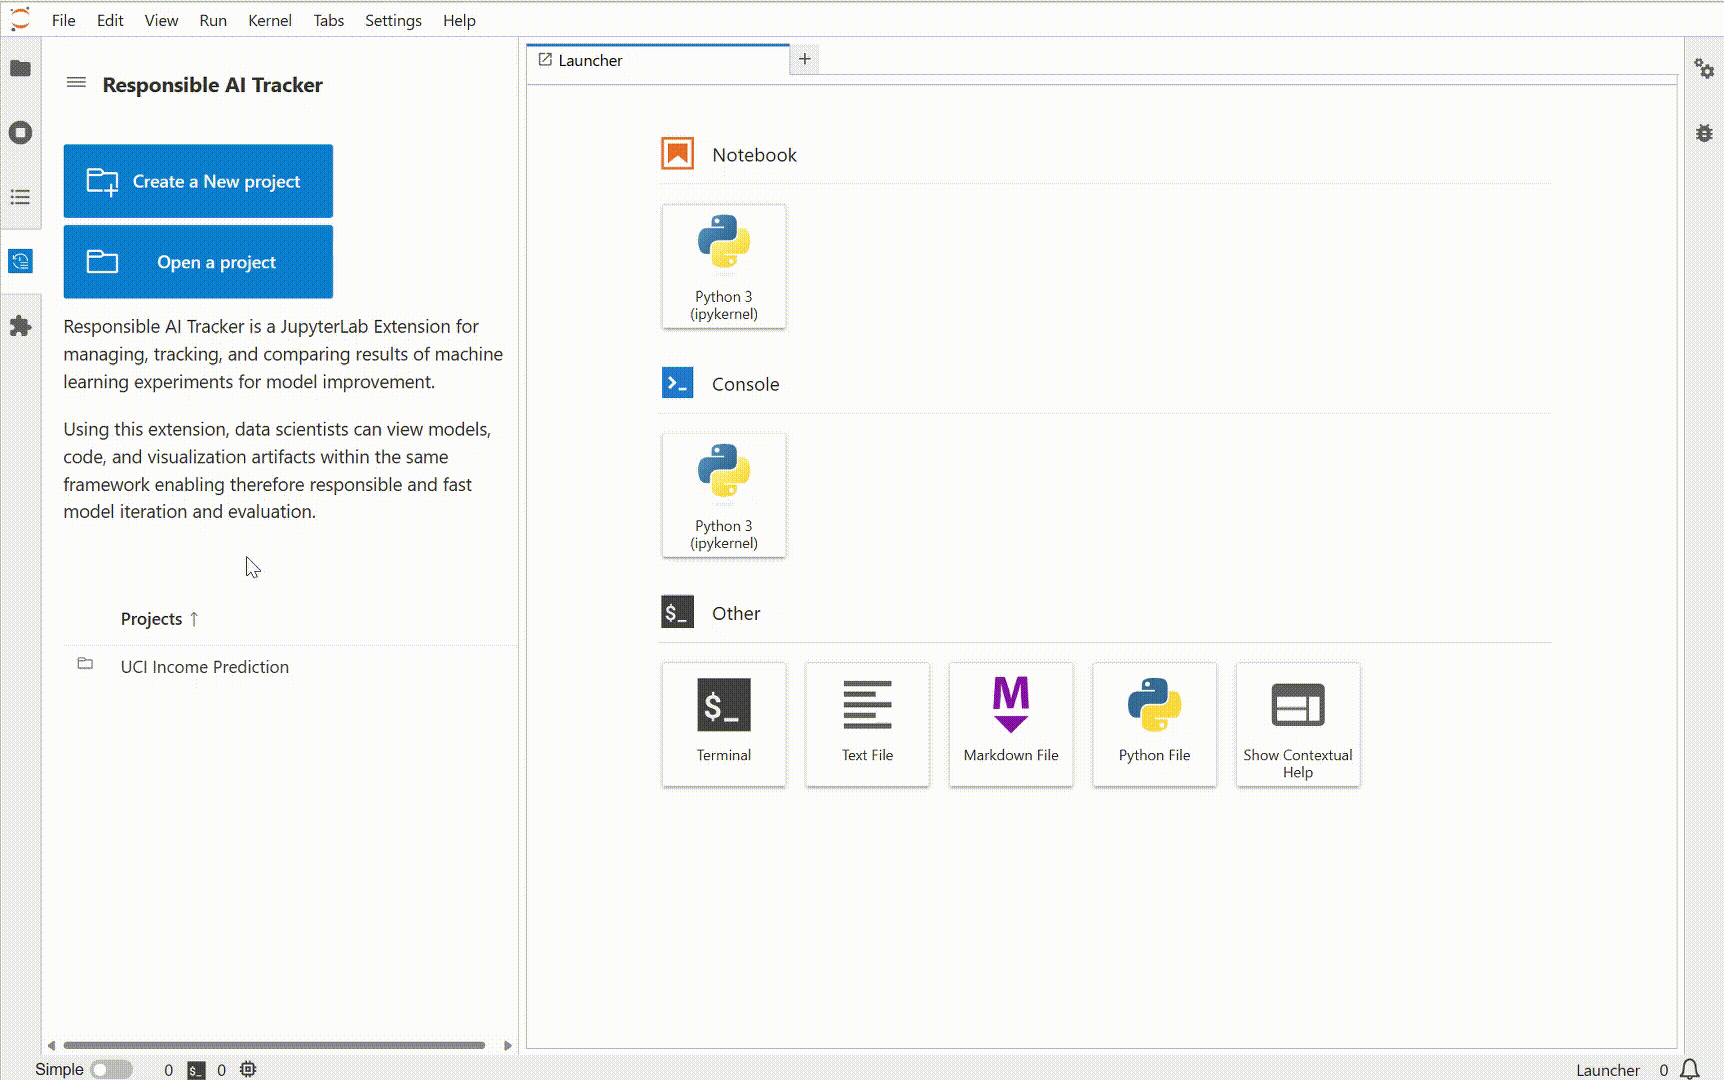 File Edit View Run Kernel Tabs Settings Help
Responsible AI Tracker
Create a New project
Open a project
Responsible AI Tracker is a JupyterLab Extension for
managing, tracking, and comparing results of machine
learning experiments for model improvement.
Using this extension, data scientists can view models,
code, and visualization artifacts within the same
framework enabling therefore responsible and fast
model iteration and evaluation.
Projects ↑
UCI Income Prediction
Launcher +
Notebook
Python 3
(ipykernel)
Console
Python 3
(ipykernel)
$_ Other
$_
Terminal
Text File
M
Markdown File
Python File
Show Contextual
Help
Simple 0 $_ 0
Launcher 0